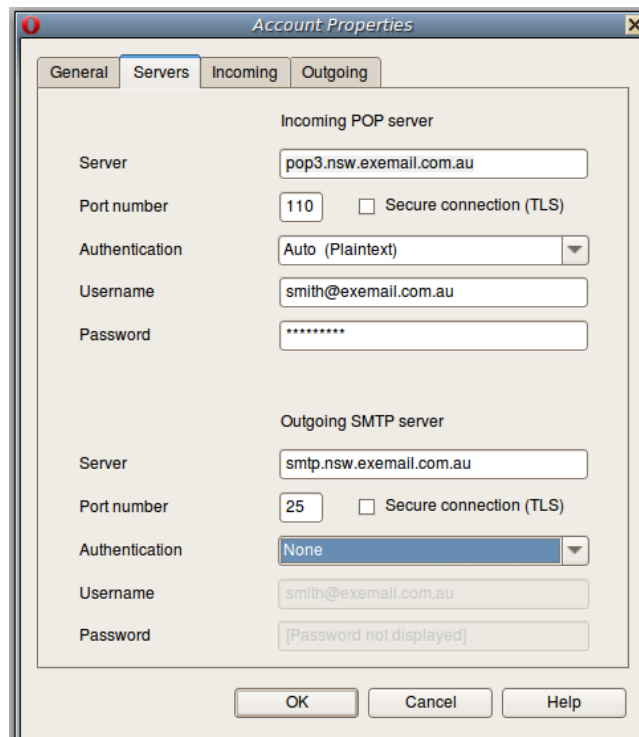 Account Properties
General Servers Incoming Outgoing
Incoming POP server
Server pop3.nsw.exemail.com.au
Port number 110 Secure connection (TLS)
Authentication Auto (Plaintext)
Username smith@exemail.com.au
Password *********
Outgoing SMTP server
Server smtp.nsw.exemail.com.au
Port number 25 Secure connection (TLS)
Authentication None
Username smith@exemail.com.au
Password [Password not displayed]
OK Cancel Help